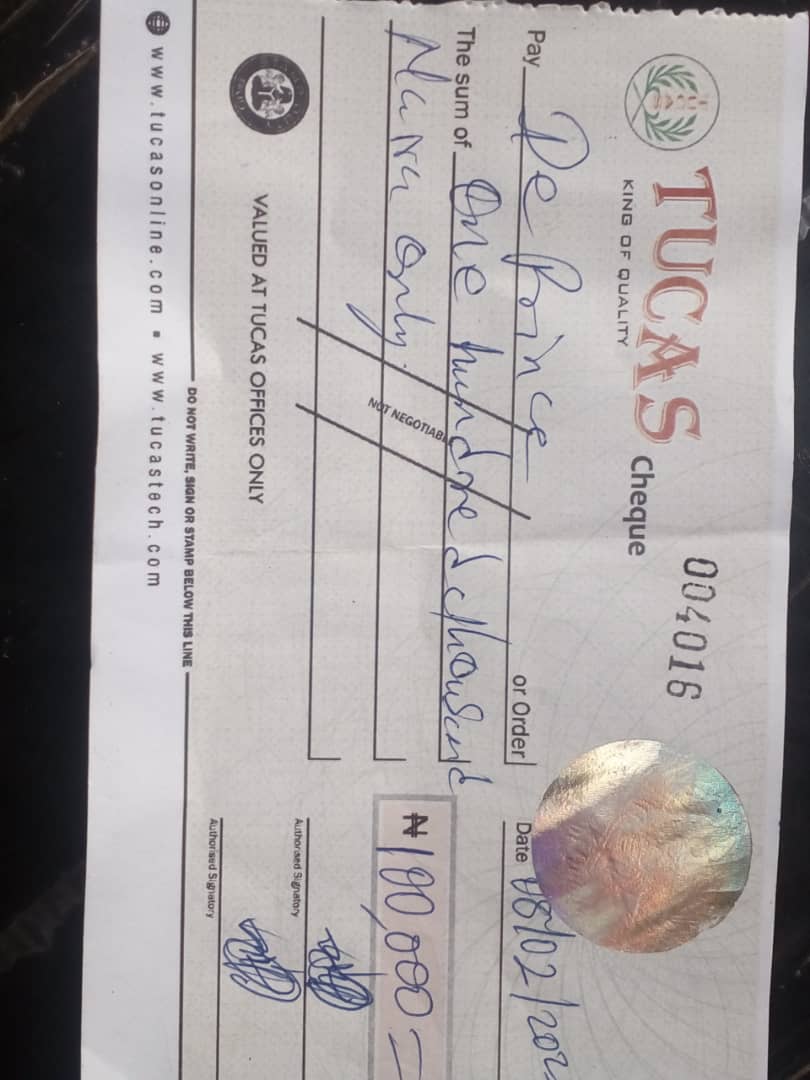 TUCAS Cheque
KING OF QUALITY
004016
Pay De Prince or Order
Date 08/02/202
The sum of One hundred thousand
Naira only.
₦ 100,000 =
NOT NEGOTIABLE
Authorised Signatory
VALUED AT TUCAS OFFICES ONLY
Authorised Signatory
DO NOT WRITE, SIGN OR STAMP BELOW THIS LINE
www.tucasonline.com ▪ www.tucastech.com